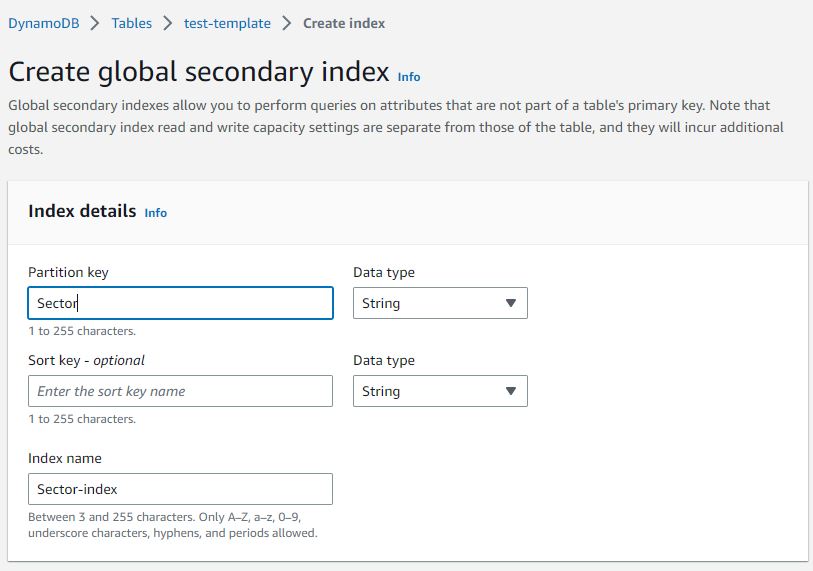 DynamoDB > Tables > test-template > Create index
Create global secondary index Info
Global secondary indexes allow you to perform queries on attributes that are not part of a table's primary key. Note that
global secondary index read and write capacity settings are separate from those of the table, and they will incur additional
costs.
Index details Info
Partition key
Data type
Sector
String
1 to 255 characters.
Sort key - optional
Data type
Enter the sort key name
String
1 to 255 characters.
Index name
Sector-index
Between 3 and 255 characters. Only A–Z, a–z, 0–9,
underscore characters, hyphens, and periods allowed.